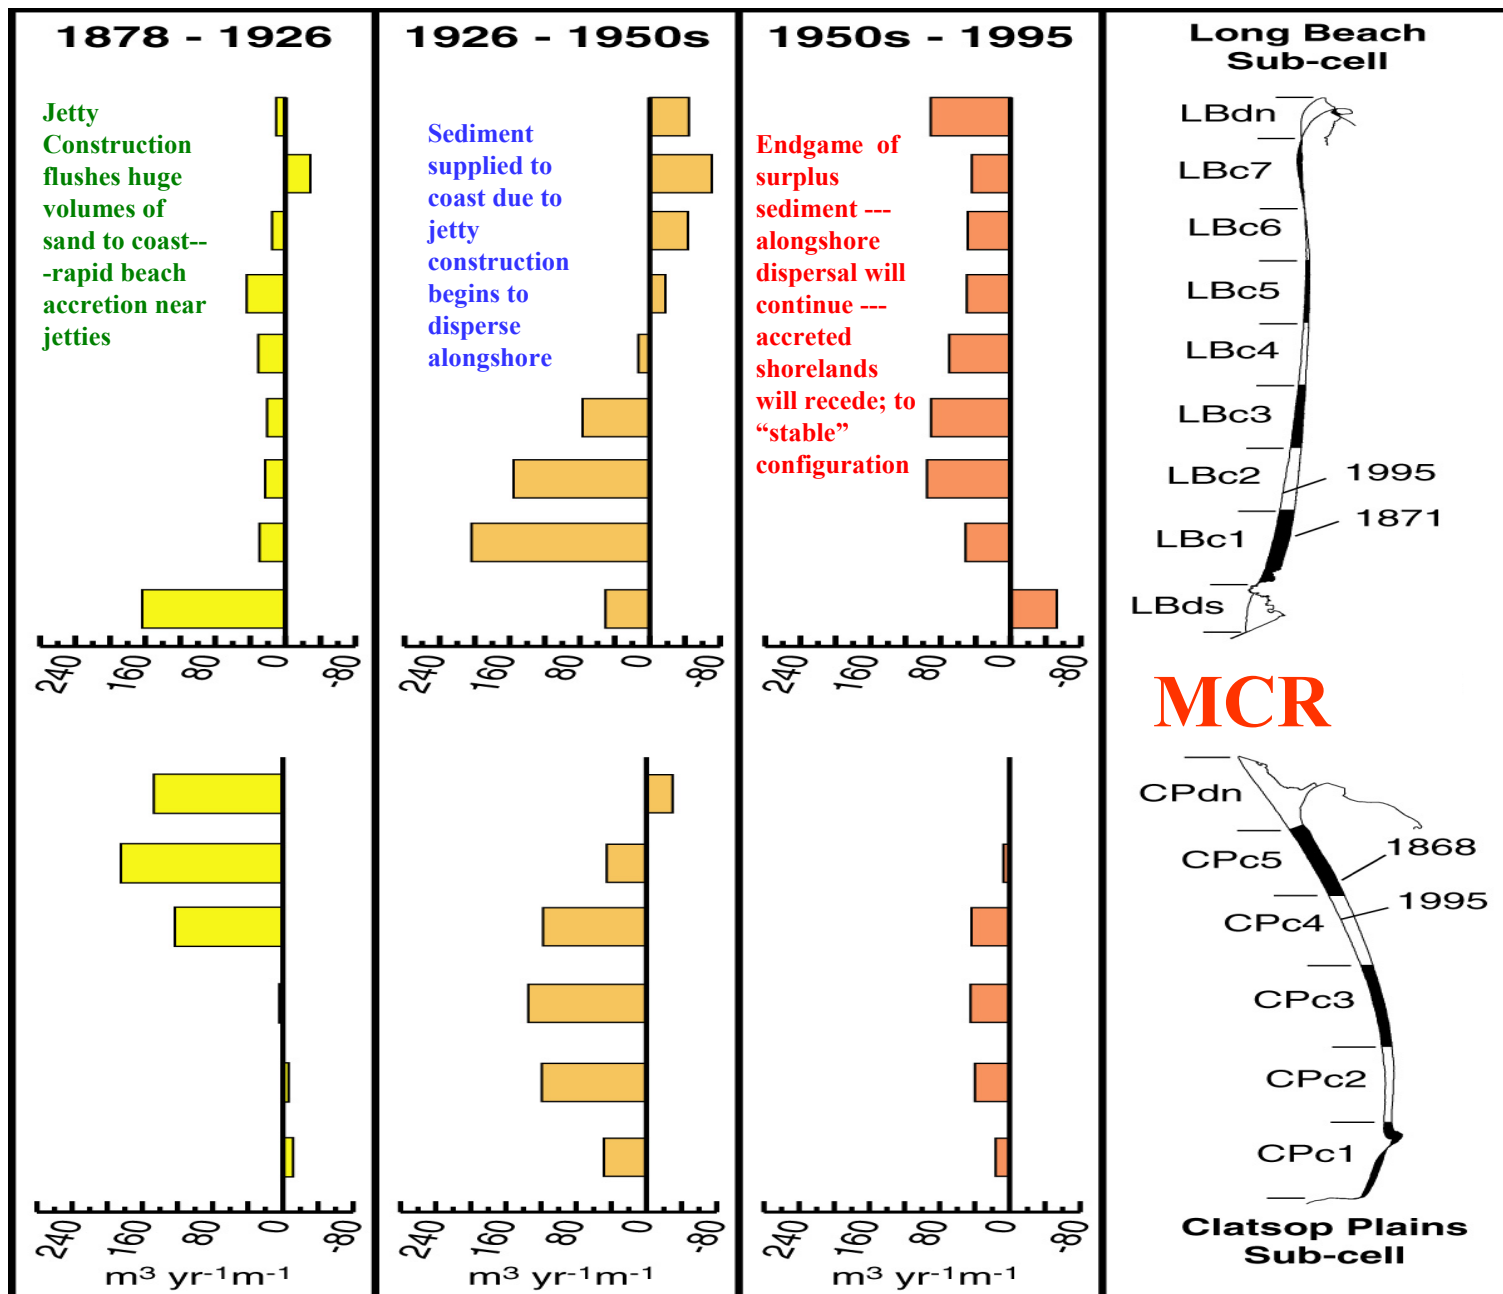 1878 - 1926
Jetty
Construction
flushes huge
volumes of
sand to coast--
-rapid beach
accretion near
jetties
240 160 80 0 -80
240 160 80 0 -80
m³ yr⁻¹m⁻¹
1926 - 1950s
Sediment
supplied to
coast due to
jetty
construction
begins to
disperse
alongshore
240 160 80 0 -80
240 160 80 0 -80
m³ yr⁻¹m⁻¹
1950s - 1995
Endgame of
surplus
sediment ---
alongshore
dispersal will
continue ---
accreted
shorelands
will recede; to
“stable”
configuration
240 160 80 0 -80
240 160 80 0 -80
m³ yr⁻¹m⁻¹
Long Beach
Sub-cell
LBdn
LBc7
LBc6
LBc5
LBc4
LBc3
LBc2
1995
1871
LBc1
LBds
MCR
CPdn
1868
CPc5
1995
CPc4
CPc3
CPc2
CPc1
Clatsop Plains
Sub-cell